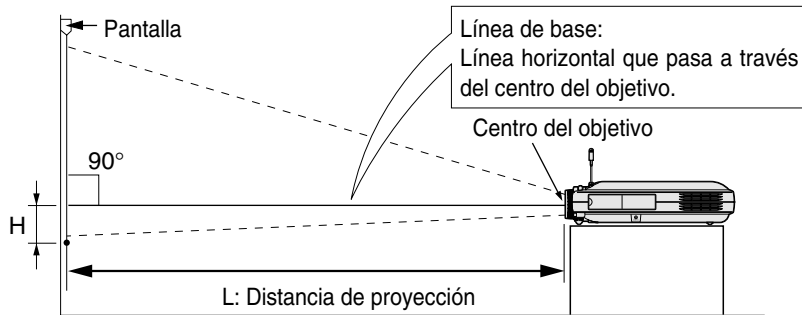 Pantalla
Línea de base:
Línea horizontal que pasa a través
del centro del objetivo.
Centro del objetivo
90°
H
L: Distancia de proyección